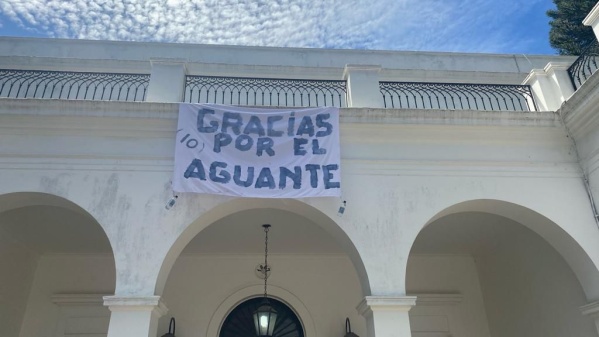 GRACIAS
(10) POR EL
AGUANTE